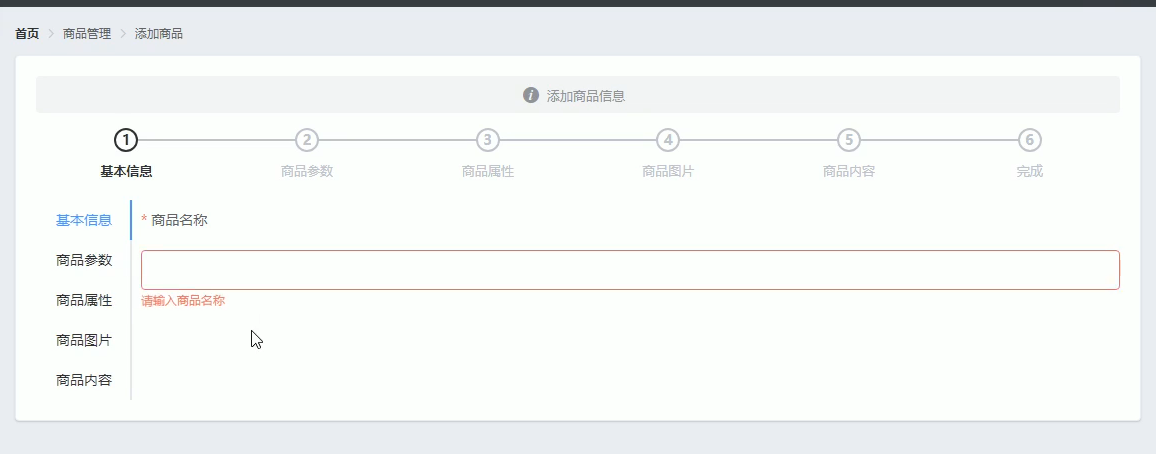 首页 > 商品管理 > 添加商品
i 添加商品信息
1 2 3 4 5 6
基本信息 商品参数 商品属性 商品图片 商品内容 完成
基本信息 * 商品名称
商品参数
商品属性 请输入商品名称
商品图片
商品内容